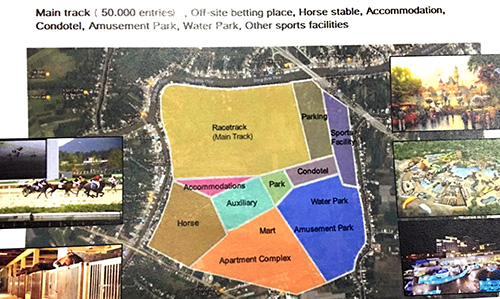 Main track ( 50.000 entries) , Off-site betting place, Horse stable, Accommodation,
Condotel, Amusement Park, Water Park, Other sports facilities
Racetrack
(Main Track)
Parking
Sports
Facility
Condotel
Accommodations
Park
Auxiliary
Water Park
Horse
Mart
Amusement Park
Apartment Complex